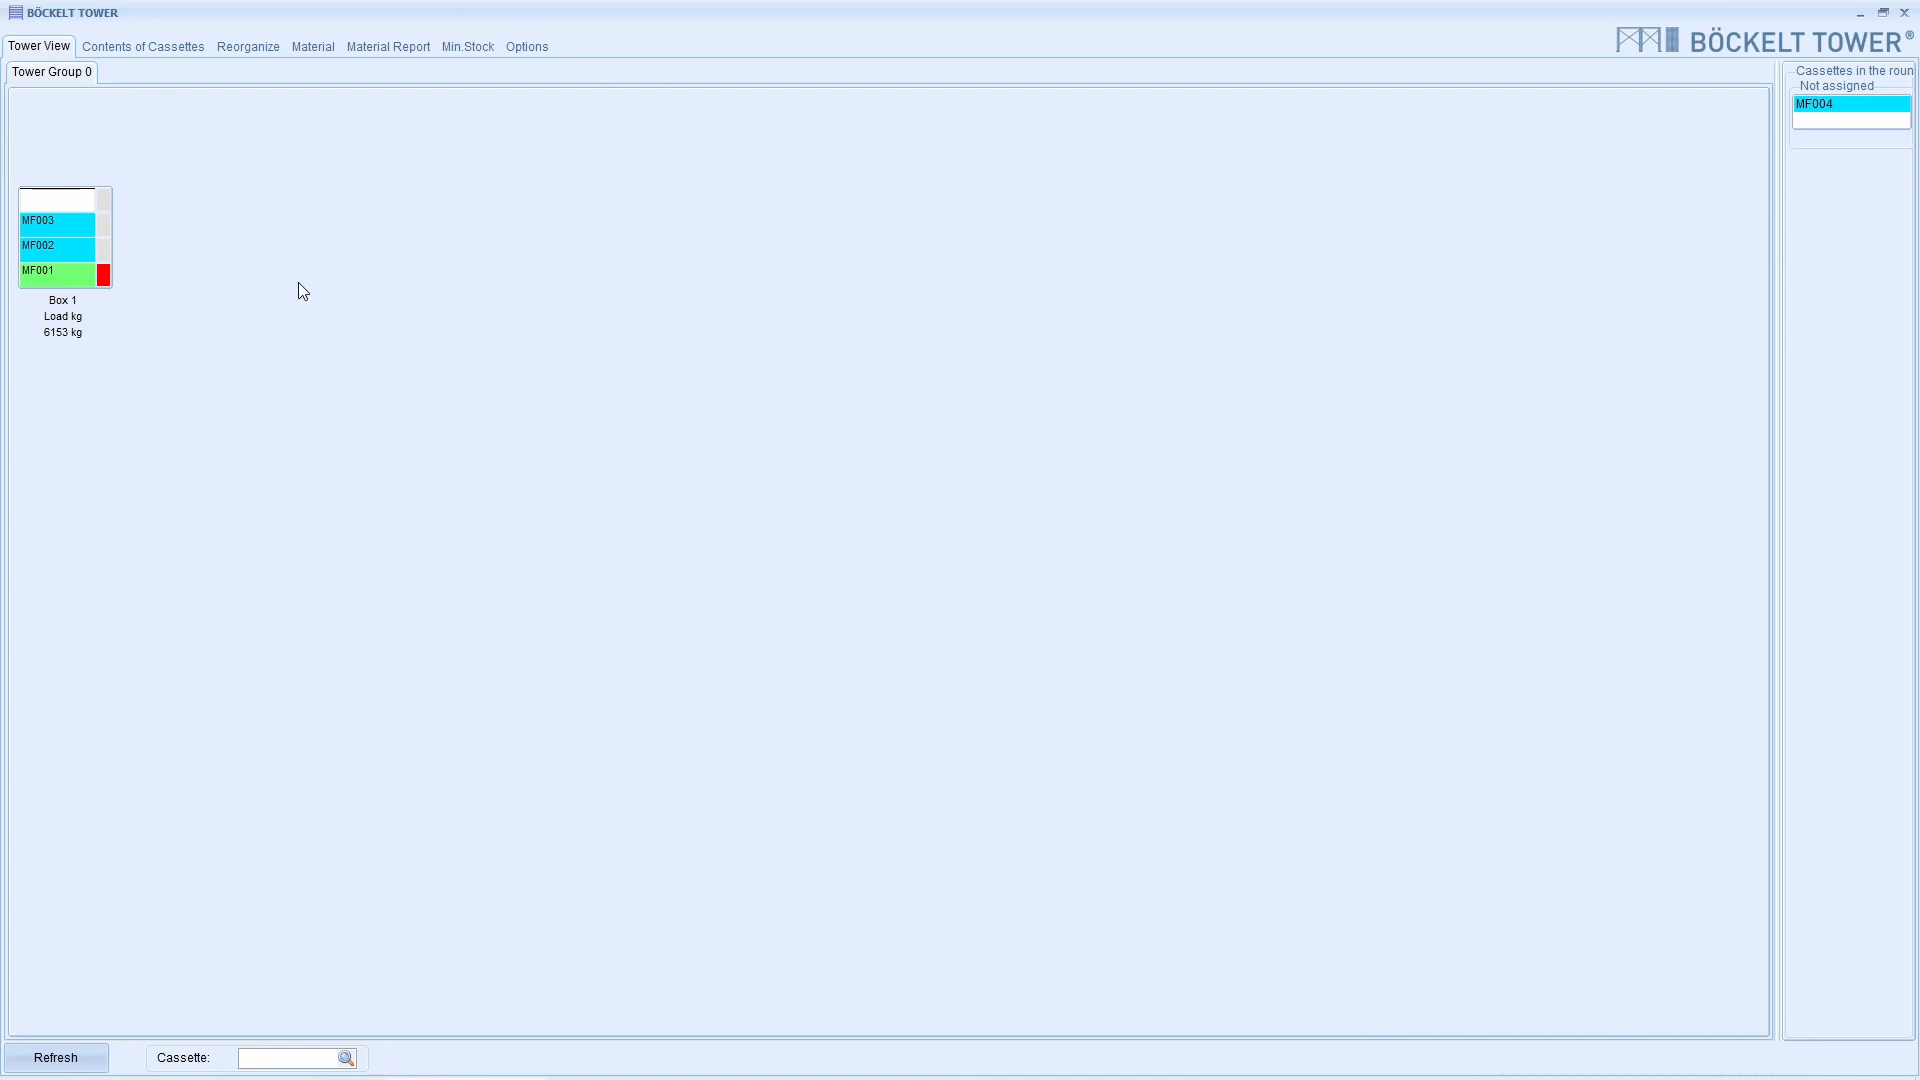 BÖCKELT TOWER
Tower View Contents of Cassettes Reorganize Material Material Report Min.Stock Options
BÖCKELT TOWER®
Tower Group 0
Cassettes in the roun
Not assigned
MF004
MF003
MF002
MF001
Box 1
Load kg
6153 kg
Refresh
Cassette: